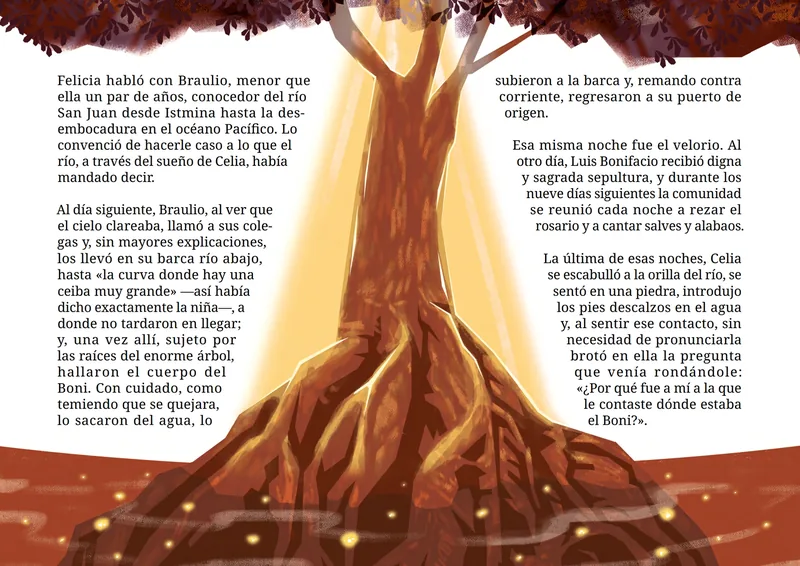 Felicia habló con Braulio, menor que
ella un par de años, conocedor del río
San Juan desde Istmina hasta la des-
embocadura en el océano Pacífico. Lo
convenció de hacerle caso a lo que el
río, a través del sueño de Celia, había
mandado decir.
Al día siguiente, Braulio, al ver que
el cielo clareaba, llamó a sus cole-
gas y, sin mayores explicaciones,
los llevó en su barca río abajo,
hasta «la curva donde hay una
ceiba muy grande» —así había
dicho exactamente la niña—, a
donde no tardaron en llegar;
y, una vez allí, sujeto por
las raíces del enorme árbol,
hallaron el cuerpo del
Boni. Con cuidado, como
temiendo que se quejara,
lo sacaron del agua, lo
subieron a la barca y, remando contra
corriente, regresaron a su puerto de
origen.
Esa misma noche fue el velorio. Al
otro día, Luis Bonifacio recibió digna
y sagrada sepultura, y durante los
nueve días siguientes la comunidad
se reunió cada noche a rezar el
rosario y a cantar salves y alabaos.
La última de esas noches, Celia
se escabulló a la orilla del río, se
sentó en una piedra, introdujo
los pies descalzos en el agua
y, al sentir ese contacto, sin
necesidad de pronunciarla
brotó en ella la pregunta
que venía rondándole:
«¿Por qué fue a mí a la que
le contaste dónde estaba
el Boni?».